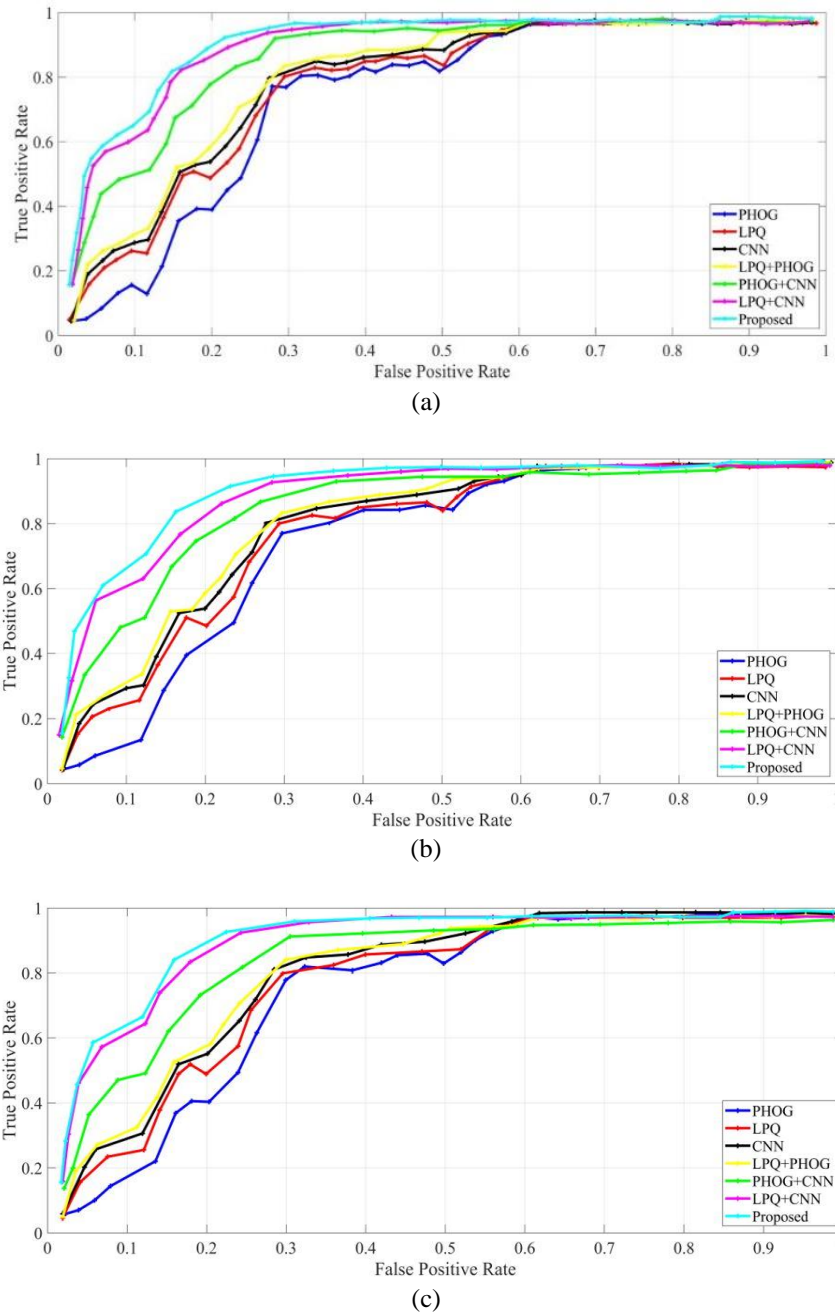 1
0.8
0.6
0.4
0.2
0
True Positive Rate
PHOG
LPQ
CNN
LPQ+PHOG
PHOG+CNN
LPQ+CNN
Proposed
0 0.1 0.2 0.3 0.4 0.5 0.6 0.7 0.8 0.9 1
False Positive Rate
(a)
1
0.8
0.6
0.4
0.2
0
True Positive Rate
PHOG
LPQ
CNN
LPQ+PHOG
PHOG+CNN
LPQ+CNN
Proposed
0 0.1 0.2 0.3 0.4 0.5 0.6 0.7 0.8 0.9
False Positive Rate
(b)
1
0.8
0.6
0.4
0.2
0
True Positive Rate
PHOG
LPQ
CNN
LPQ+PHOG
PHOG+CNN
LPQ+CNN
Proposed
0 0.1 0.2 0.3 0.4 0.5 0.6 0.7 0.8 0.9
False Positive Rate
(c)